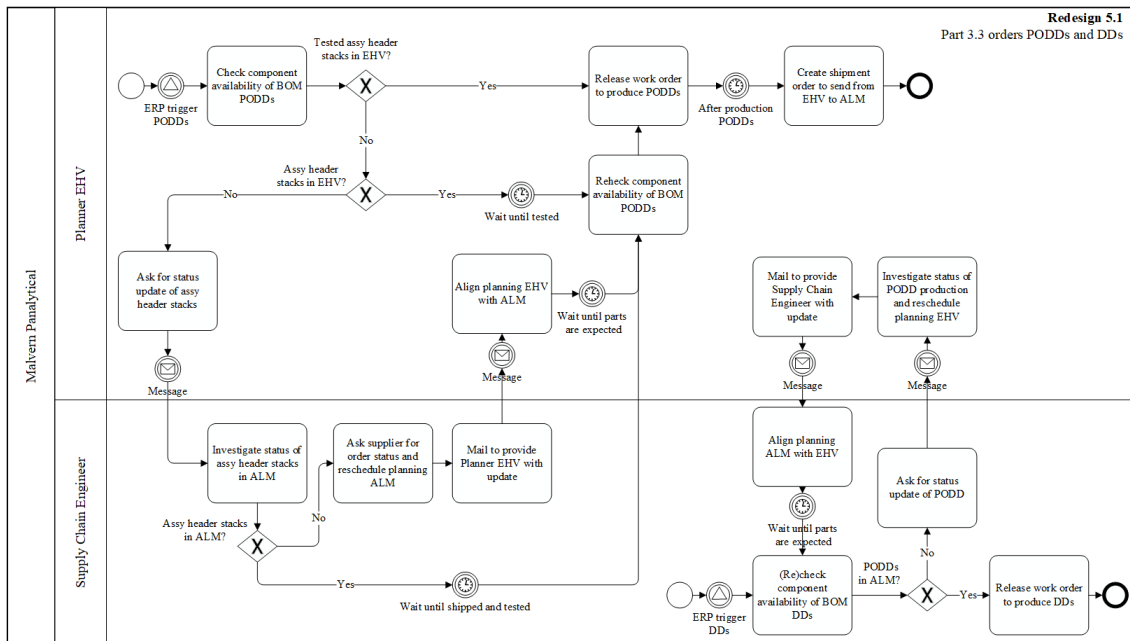 Redesign 5.1
Part 3.3 orders PODDs and DDs
Malvern Panalytical
Planner EHV
Supply Chain Engineer
ERP trigger
PODDs
Check component
availability of BOM
PODDs
Tested assy header
stacks in EHV?
Yes
No
Release work order
to produce PODDs
After production
PODDs
Create shipment
order to send from
EHV to ALM
Assy header
stacks in EHV?
No
Yes
Wait until tested
Reheck component
availability of BOM
PODDs
Ask for status
update of assy
header stacks
Message
Align planning EHV
with ALM
Wait until parts
are expected
Message
Mail to provide
Supply Chain
Engineer with
update
Message
Investigate status of
PODD production
and reschedule
planning EHV
Message
Investigate status of
assy header stacks
in ALM
Assy header stacks
in ALM?
No
Yes
Ask supplier for
order status and
reschedule planning
ALM
Mail to provide
Planner EHV with
update
Wait until shipped and tested
Align planning
ALM with EHV
Wait until parts
are expected
Ask for status
update of PODD
No
ERP trigger
DDs
(Re)check
component
availability of BOM
DDs
PODDs
in ALM?
Yes
Release work order
to produce DDs